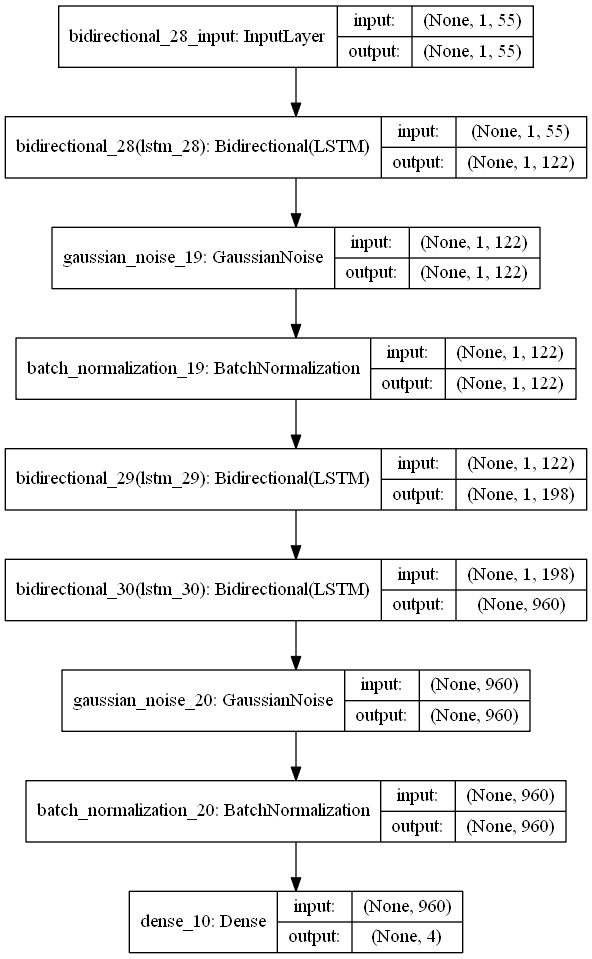 bidirectional_28_input: InputLayer
input: (None, 1, 55)
output: (None, 1, 55)
bidirectional_28(lstm_28): Bidirectional(LSTM)
input: (None, 1, 55)
output: (None, 1, 122)
gaussian_noise_19: GaussianNoise
input: (None, 1, 122)
output: (None, 1, 122)
batch_normalization_19: BatchNormalization
input: (None, 1, 122)
output: (None, 1, 122)
bidirectional_29(lstm_29): Bidirectional(LSTM)
input: (None, 1, 122)
output: (None, 1, 198)
bidirectional_30(lstm_30): Bidirectional(LSTM)
input: (None, 1, 198)
output: (None, 960)
gaussian_noise_20: GaussianNoise
input: (None, 960)
output: (None, 960)
batch_normalization_20: BatchNormalization
input: (None, 960)
output: (None, 960)
dense_10: Dense
input: (None, 960)
output: (None, 4)